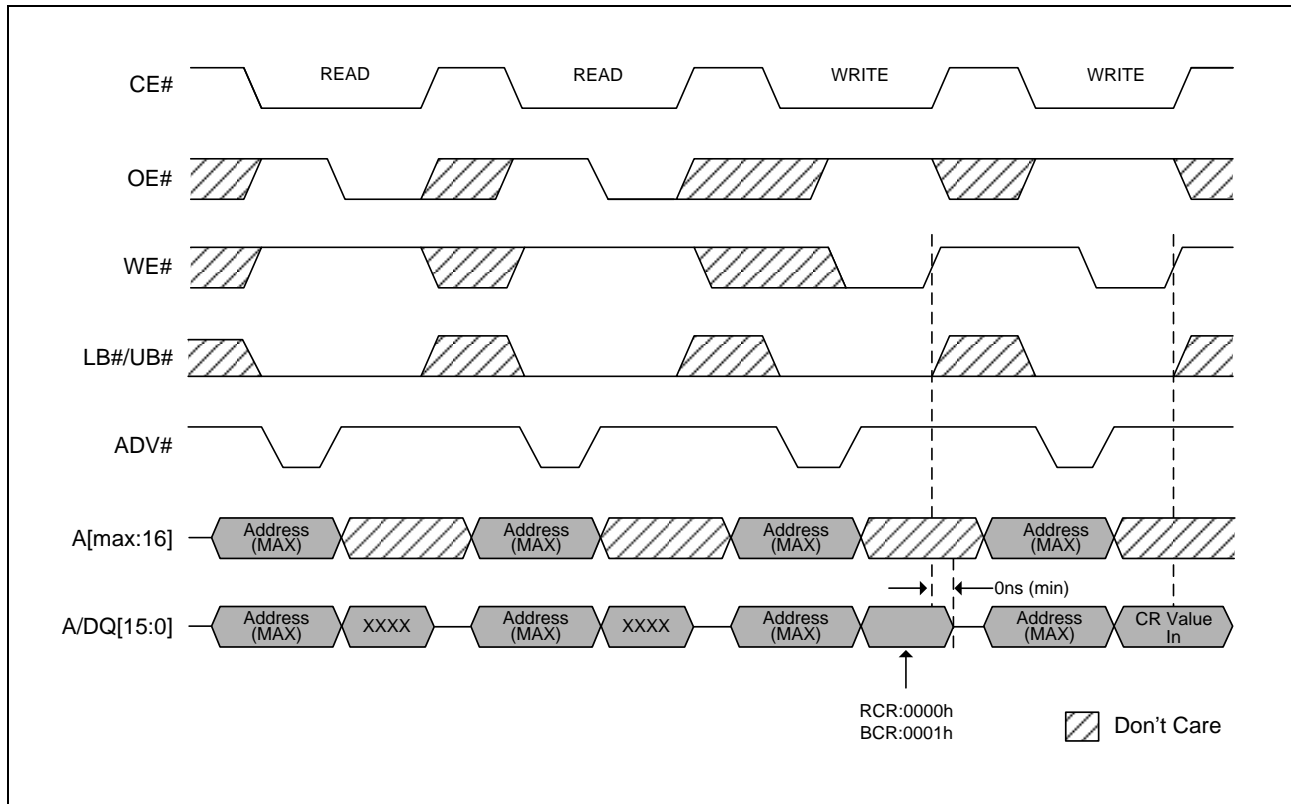 CE# READ READ WRITE WRITE
OE#
WE#
LB#/UB#
ADV#
A[max:16] Address (MAX) Address (MAX) Address (MAX) Address (MAX)
0ns (min)
A/DQ[15:0] Address (MAX) XXXX Address (MAX) XXXX Address (MAX) Address (MAX) CR Value In
RCR:0000h
BCR:0001h
Don't Care